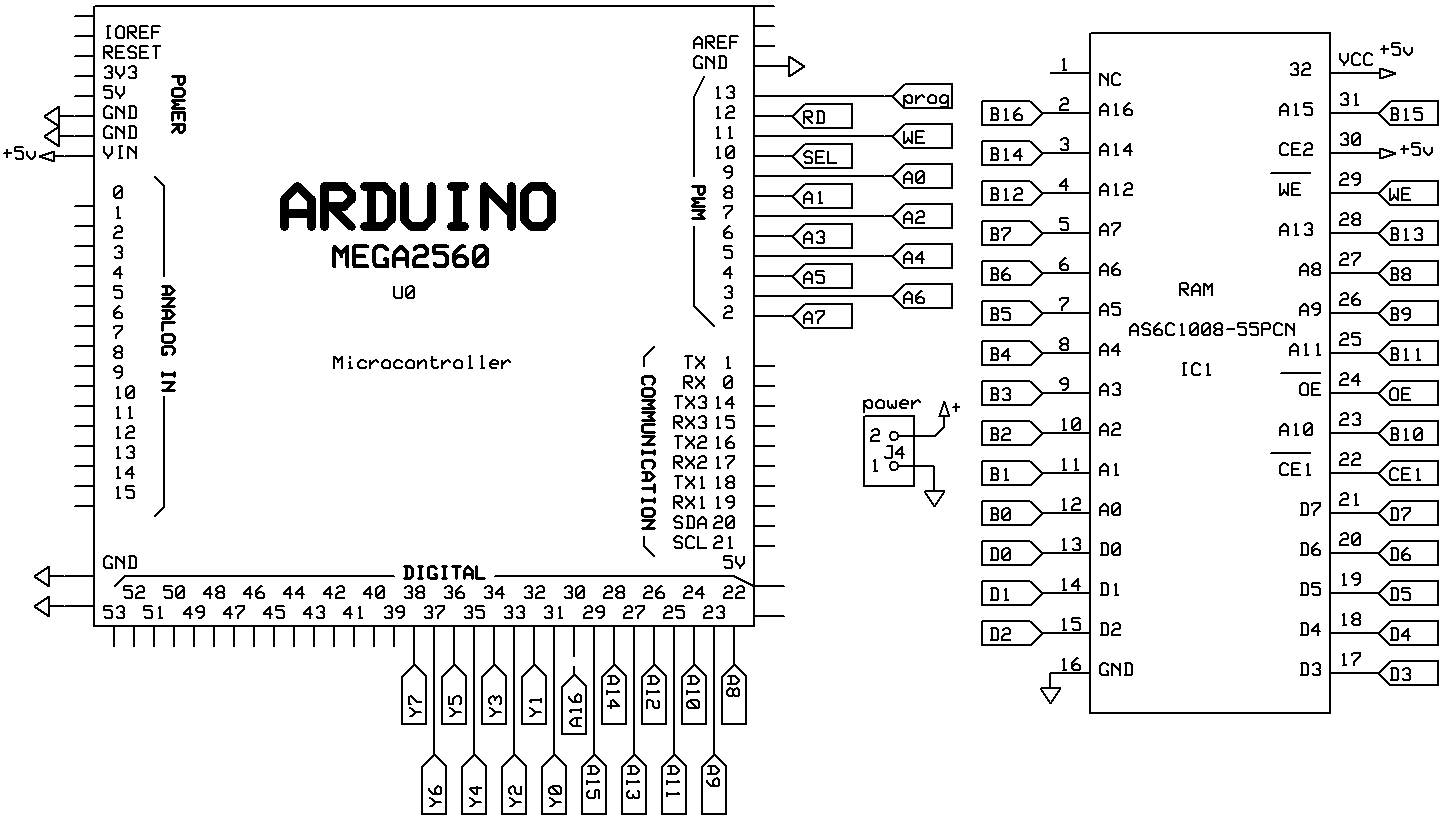 IOREF
RESET
3V3
5V
GND
GND
+5v
VIN
POWER
0
1
2
3
4
5
6
7
8
9
10
11
12
13
14
15
ANALOG IN
ARDUINO
MEGA2560
U0
Microcontroller
AREF
GND
13 prog
12 RD
11 WE
10 SEL
9 A0
8 A1
7 A2
6 A3
5 A4
4 A5
3 A6
2 A7
PWM
TX 1
RX 0
TX3 14
RX3 15
TX2 16
RX2 17
TX1 18
RX1 19
SDA 20
SCL 21
COMMUNICATION
GND
5V
DIGITAL
52 50 48 46 44 42 40 38 36 34 32 30 28 26 24 22
53 51 49 47 45 43 41 39 37 35 33 31 29 27 25 23
Y7 Y5 Y3 Y1 A16 A14 A12 A10 A8
Y6 Y4 Y2 Y0 A15 A13 A11 A9
power
+
2
J4
1
1 NC
B16 2 A16
B14 3 A14
B12 4 A12
B7 5 A7
B6 6 A6
B5 7 A5
B4 8 A4
B3 9 A3
B2 10 A2
B1 11 A1
B0 12 A0
D0 13 D0
D1 14 D1
D2 15 D2
16 GND
RAM
AS6C1008-55PCN
IC1
32 VCC +5v
A15 31 B15
CE2 30 +5v
WE 29 WE
A13 28 B13
A8 27 B8
A9 26 B9
A11 25 B11
OE 24 OE
A10 23 B10
CE1 22 CE1
D7 21 D7
D6 20 D6
D5 19 D5
D4 18 D4
D3 17 D3